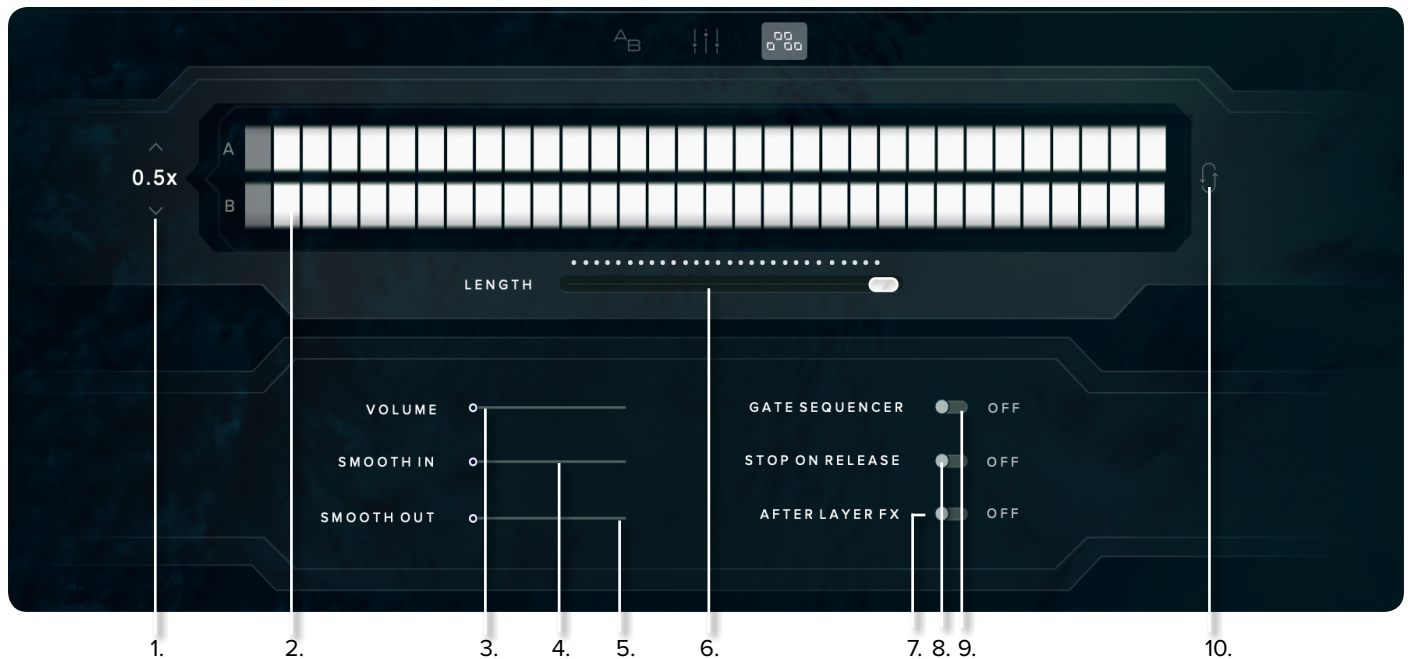 A B
A
0.5x
B
LENGTH
VOLUME
GATE SEQUENCER OFF
SMOOTH IN
STOP ON RELEASE OFF
SMOOTH OUT
AFTER LAYER FX OFF
1. 2. 3. 4. 5. 6. 7. 8. 9. 10.